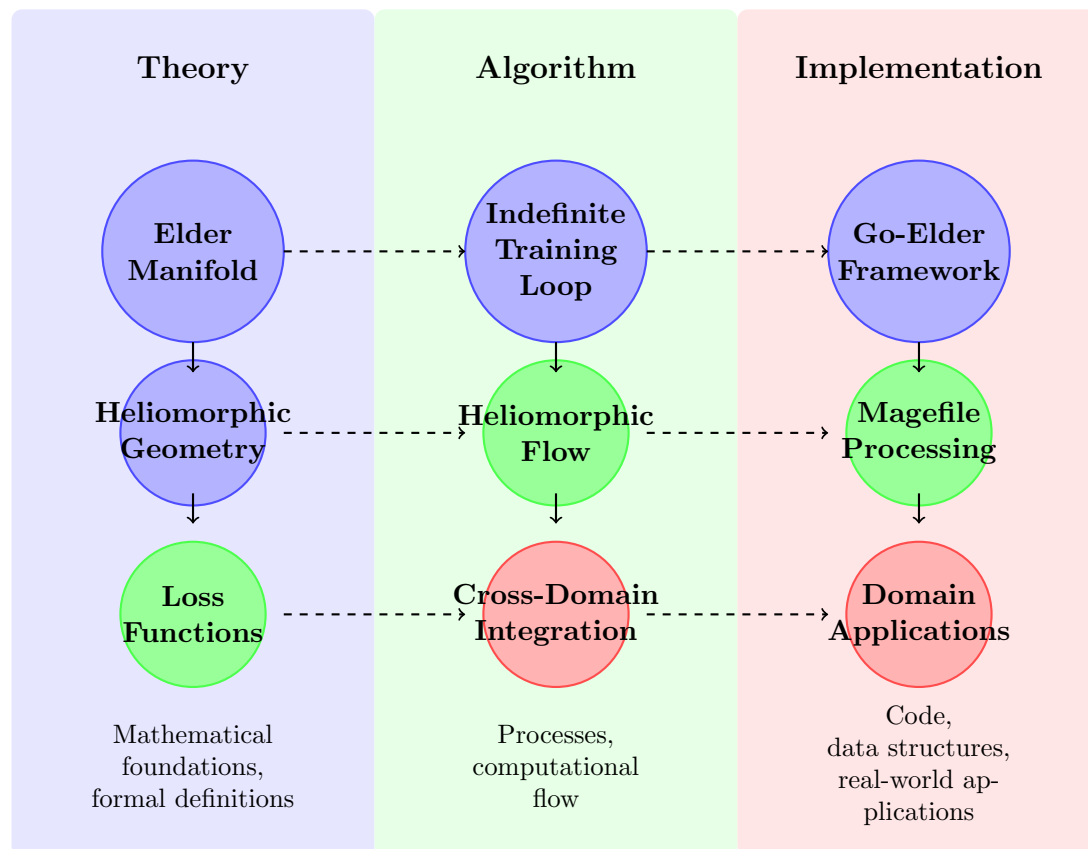 Theory
Algorithm
Implementation
Elder
Manifold
Indefinite
Training
Loop
Go-Elder
Framework
Heliomorphic
Geometry
Heliomorphic
Flow
Magefile
Processing
Loss
Functions
Cross-Domain
Integration
Domain
Applications
Mathematical
foundations,
formal definitions
Processes,
computational
flow
Code,
data structures,
real-world ap-
plications